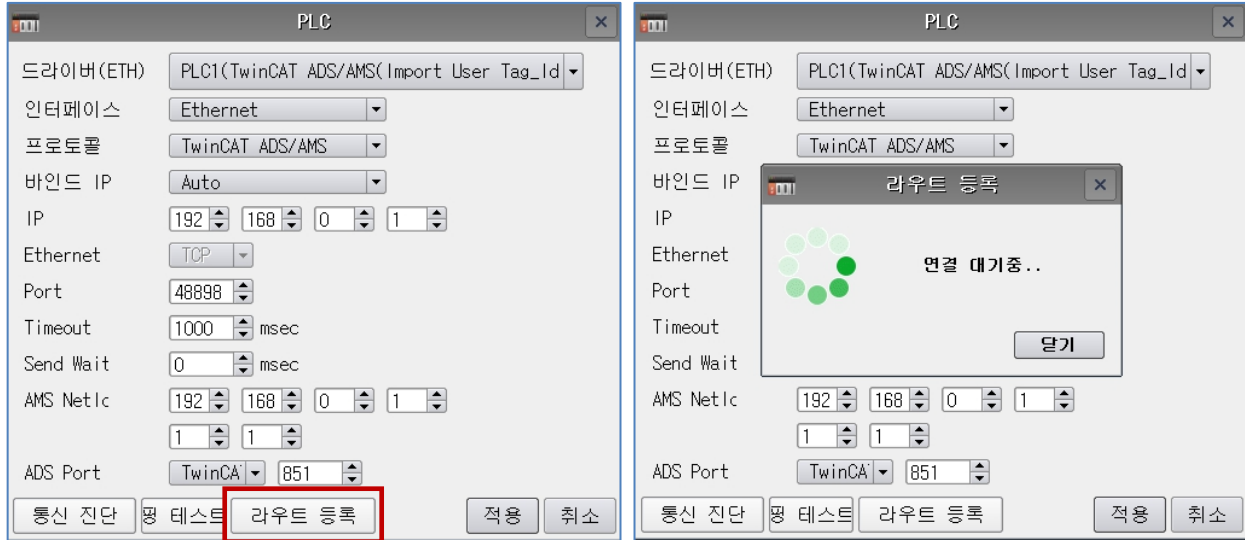 PLC
드라이버(ETH) PLC1(TwinCAT ADS/AMS(Import User Tag_Id
인터페이스 Ethernet
프로토콜 TwinCAT ADS/AMS
바인드 IP Auto
IP 192 168 0 1
Ethernet TCP
Port 48898
Timeout 1000 msec
Send Wait 0 msec
AMS NetIc 192 168 0 1
1 1
ADS Port TwinCA 851
통신 진단 핑 테스트 라우트 등록 적용 취소
PLC
드라이버(ETH) PLC1(TwinCAT ADS/AMS(Import User Tag_Id
인터페이스 Ethernet
프로토콜 TwinCAT ADS/AMS
바인드 IP
IP
Ethernet
Port
Timeout
Send Wait
라우트 등록
연결 대기중..
닫기
AMS NetIc 192 168 0 1
1 1
ADS Port TwinCA 851
통신 진단 핑 테스트 라우트 등록 적용 취소